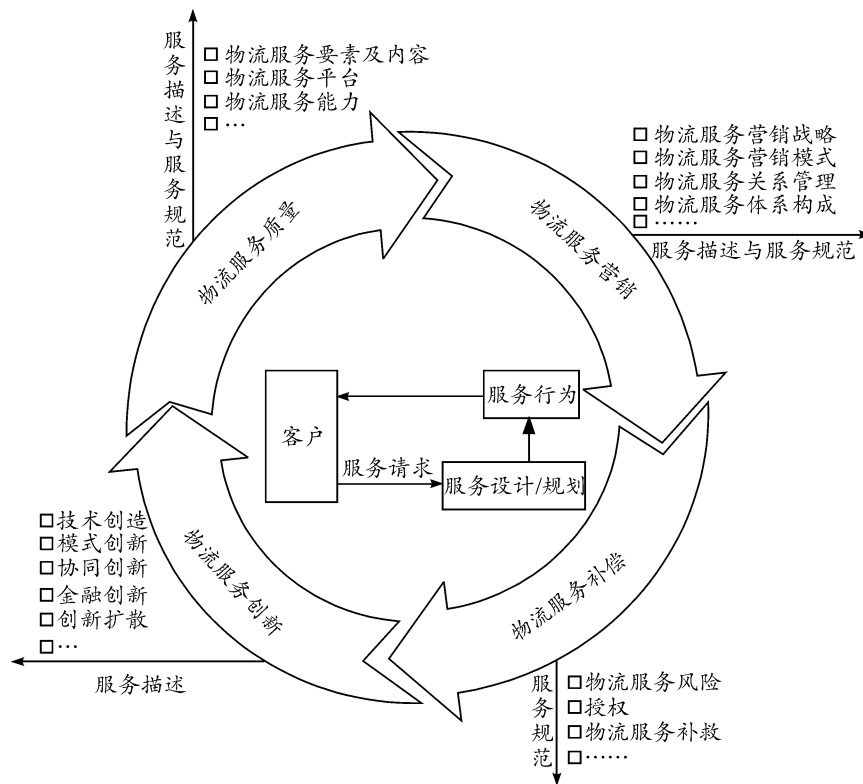 服务描述与服务规范
□ 物流服务要素及内容
□ 物流服务平台
□ 物流服务能力
□ …
□ 物流服务营销战略
□ 物流服务营销模式
□ 物流服务关系管理
□ 物流服务体系构成
□ ……
服务描述与服务规范
物流服务质量
物流服务营销
服务行为
客户
服务请求
服务设计/规划
□技术创造
□模式创新
□协同创新
□金融创新
□创新扩散
□…
服务描述
物流服务创新
物流服务补偿
服务规范
□物流服务风险
□授权
□物流服务补救
□……